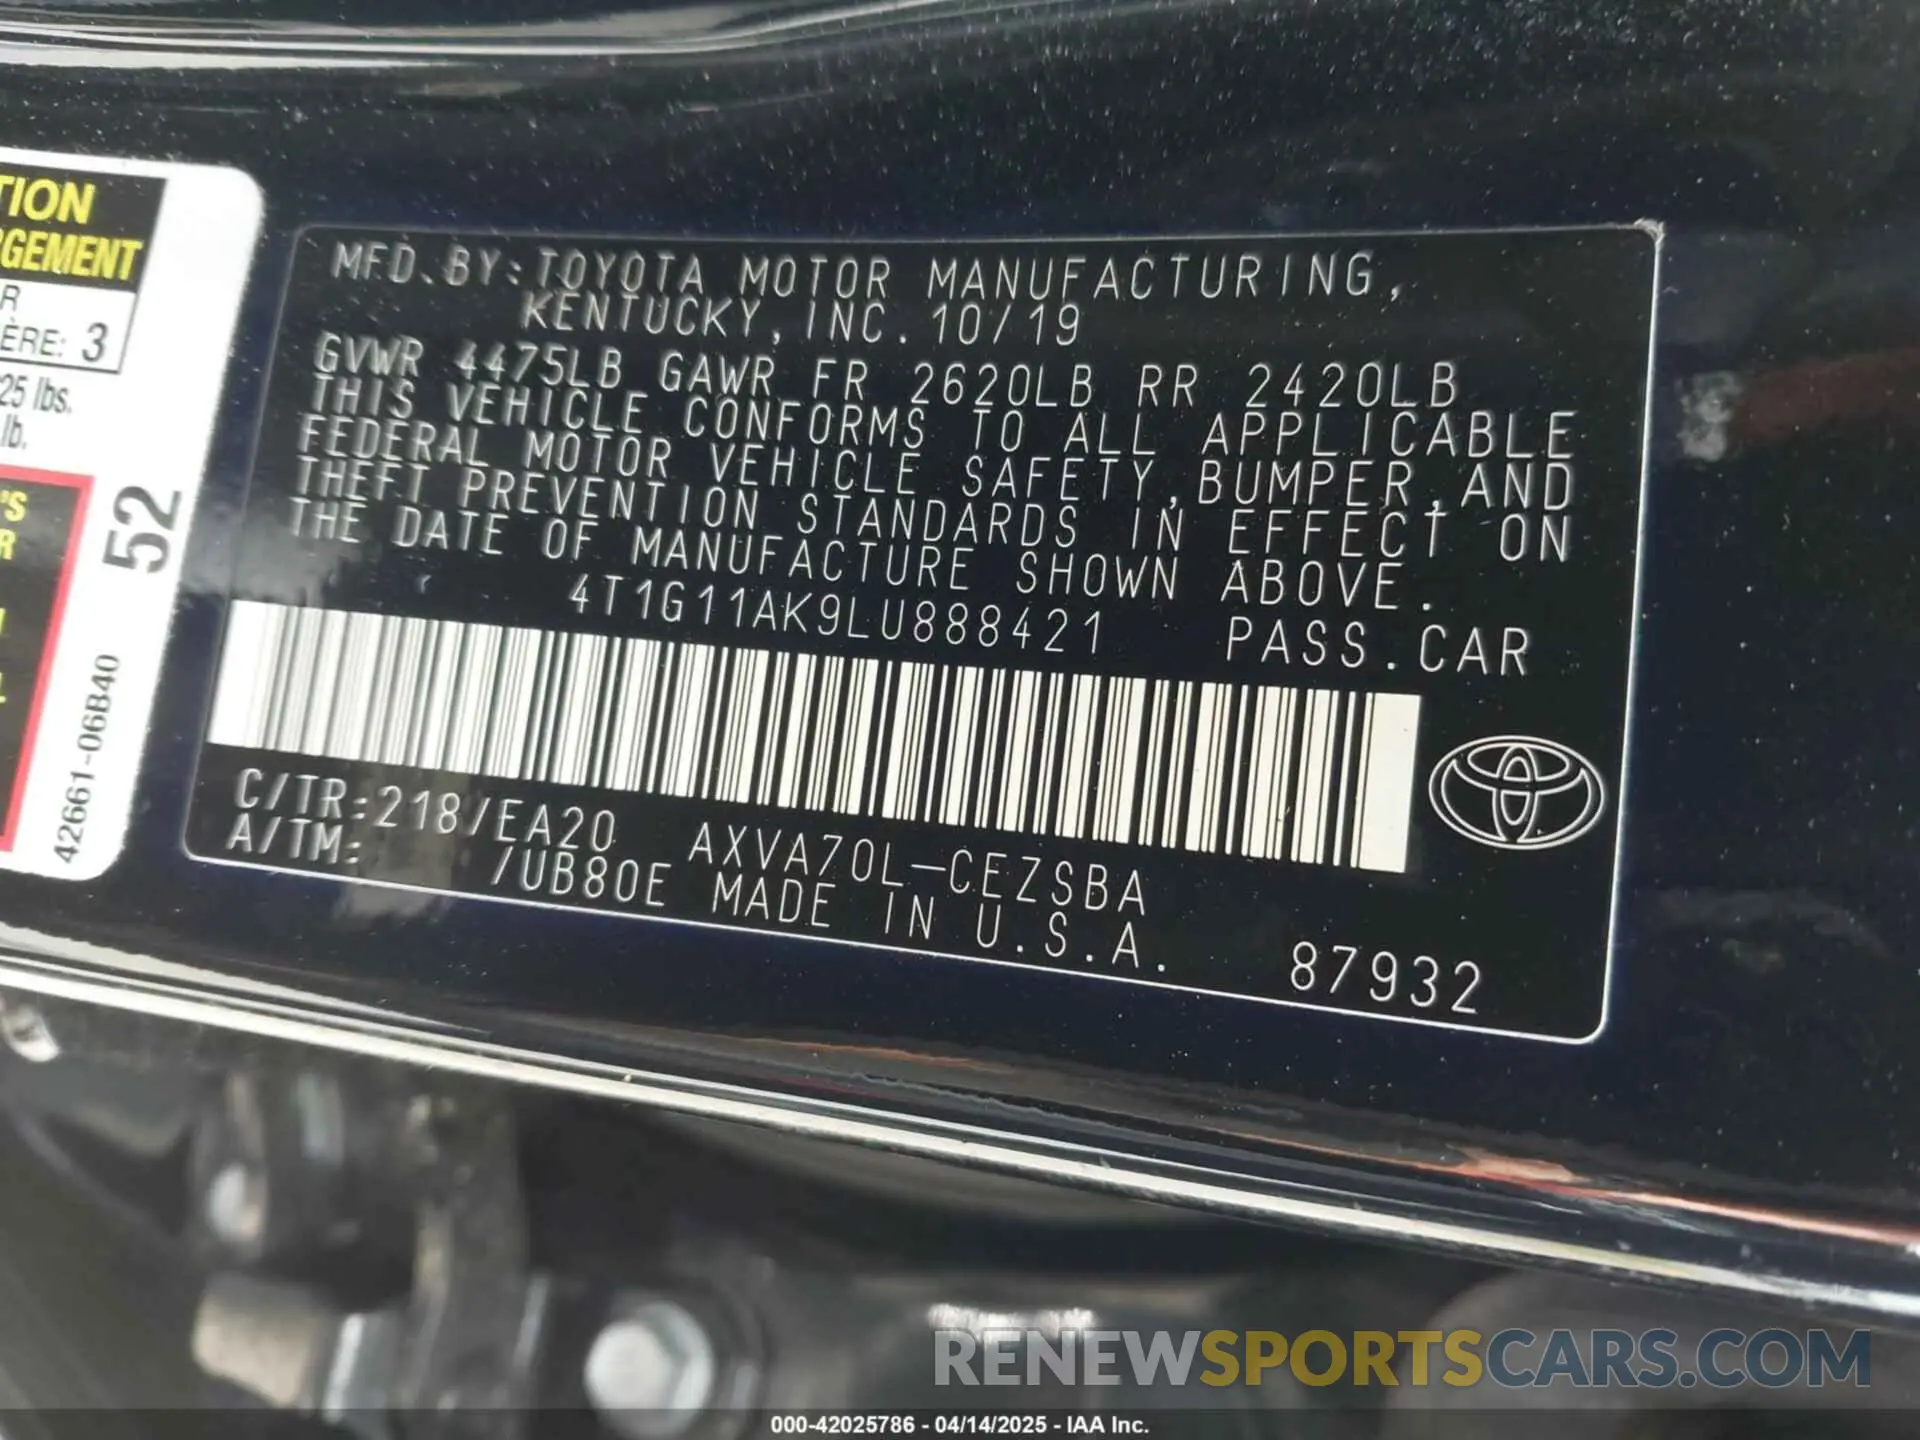 TION
RGEMENT
R
ÈRE: 3
25 lbs.
lb.
'S
R
L
52
42661-06B40
MFD. BY: TOYOTA MOTOR MANUFACTURING,
KENTUCKY, INC. 10/19
GVWR 4475LB GAWR FR 2620LB RR 2420LB
THIS VEHICLE CONFORMS TO ALL APPLICABLE
FEDERAL MOTOR VEHICLE SAFETY, BUMPER, AND
THEFT PREVENTION STANDARDS IN EFFECT ON
THE DATE OF MANUFACTURE SHOWN ABOVE.
4T1G11AK9LU888421 PASS. CAR
C/TR: 218/EA20 AXVA70L-CEZSBA
A/TM: /UB80E MADE IN U.S.A.
87932
RENEWSPORTSCARS.COM
000-42025786 - 04/14/2025 - IAA Inc.